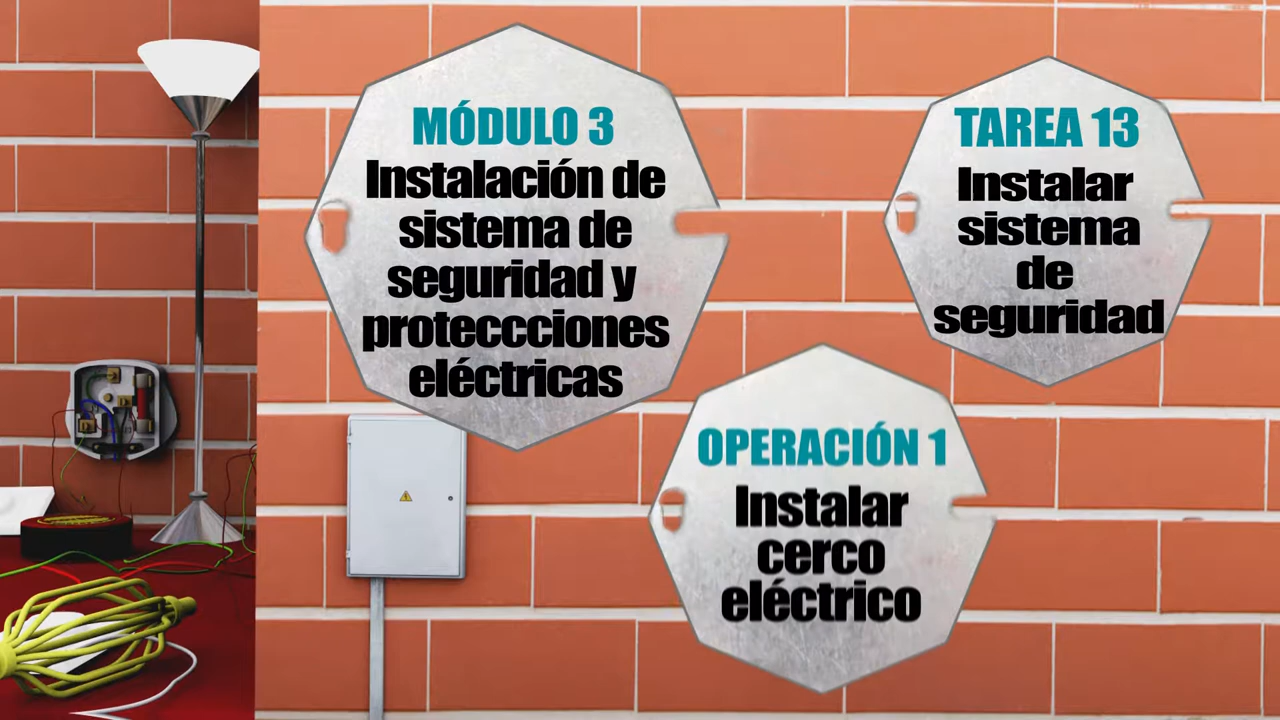 MÓDULO 3
Instalación de
sistema de
seguridad y
proteccciones
eléctricas
TAREA 13
Instalar
sistema
de
seguridad
OPERACIÓN 1
Instalar
cerco
eléctrico